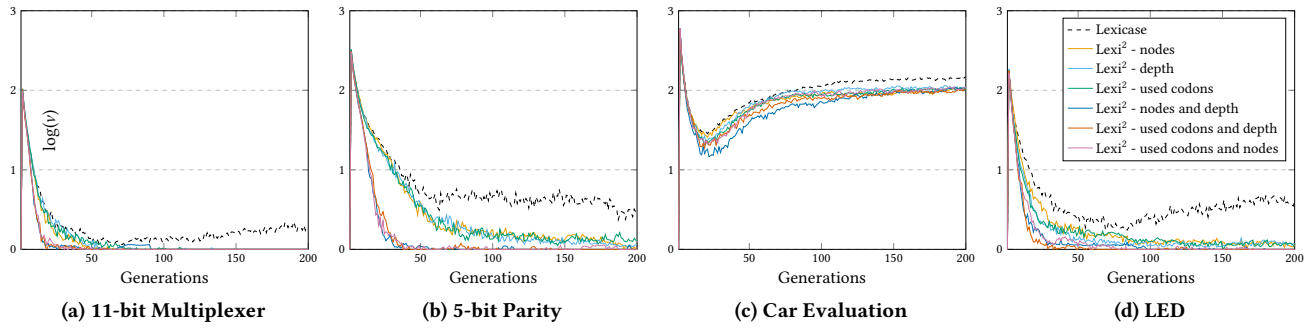 3
2
1
0
log(v)
50 100 150 200
Generations
(a) 11-bit Multiplexer
3
2
1
0
50 100 150 200
Generations
(b) 5-bit Parity
3
2
1
0
50 100 150 200
Generations
(c) Car Evaluation
3
2
1
0
Lexicase
Lexi² - nodes
Lexi² - depth
Lexi² - used codons
Lexi² - nodes and depth
Lexi² - used codons and depth
Lexi² - used codons and nodes
50 100 150 200
Generations
(d) LED